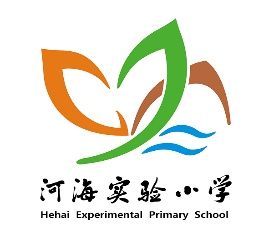 河海实验小学
Hehai Experimental Primary School